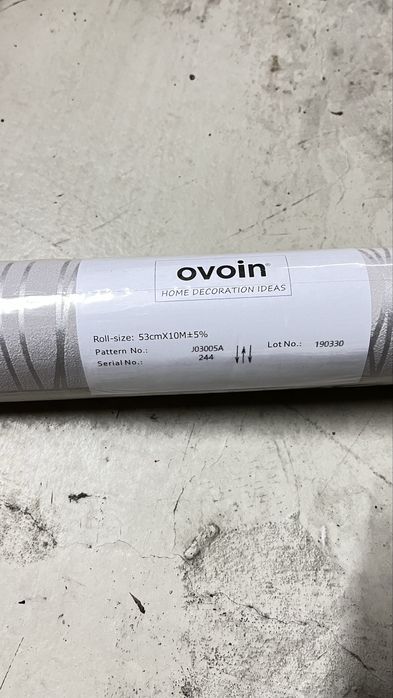 ovoin®
HOME DECORATION IDEAS
Roll-size: 53cmX10M±5%
Pattern No.: J03005A
Serial No.: 244
Lot No.: 190330